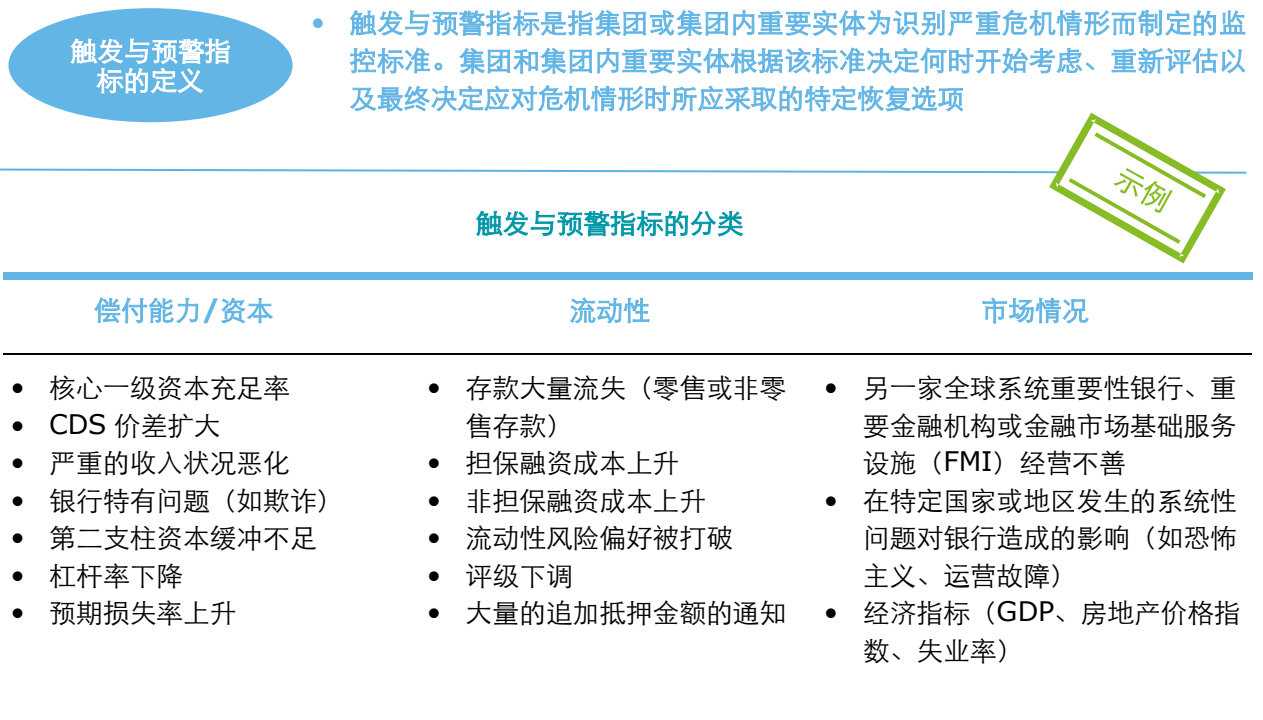 触发与预警指
标的定义
• 触发与预警指标是指集团或集团内重要实体为识别严重危机情形而制定的监
控标准。集团和集团内重要实体根据该标准决定何时开始考虑、重新评估以
及最终决定应对危机情形时所应采取的特定恢复选项
示例
触发与预警指标的分类
偿付能力/资本
• 核心一级资本充足率
• CDS 价差扩大
• 严重的收入状况恶化
• 银行特有问题（如欺诈）
• 第二支柱资本缓冲不足
• 杠杆率下降
• 预期损失率上升
流动性
• 存款大量流失（零售或非零
售存款）
• 担保融资成本上升
• 非担保融资成本上升
• 流动性风险偏好被打破
• 评级下调
• 大量的追加抵押金额的通知
市场情况
• 另一家全球系统重要性银行、重
要金融机构或金融市场基础服务
设施（FMI）经营不善
• 在特定国家或地区发生的系统性
问题对银行造成的影响（如恐怖
主义、运营故障）
• 经济指标（GDP、房地产价格指
数、失业率）